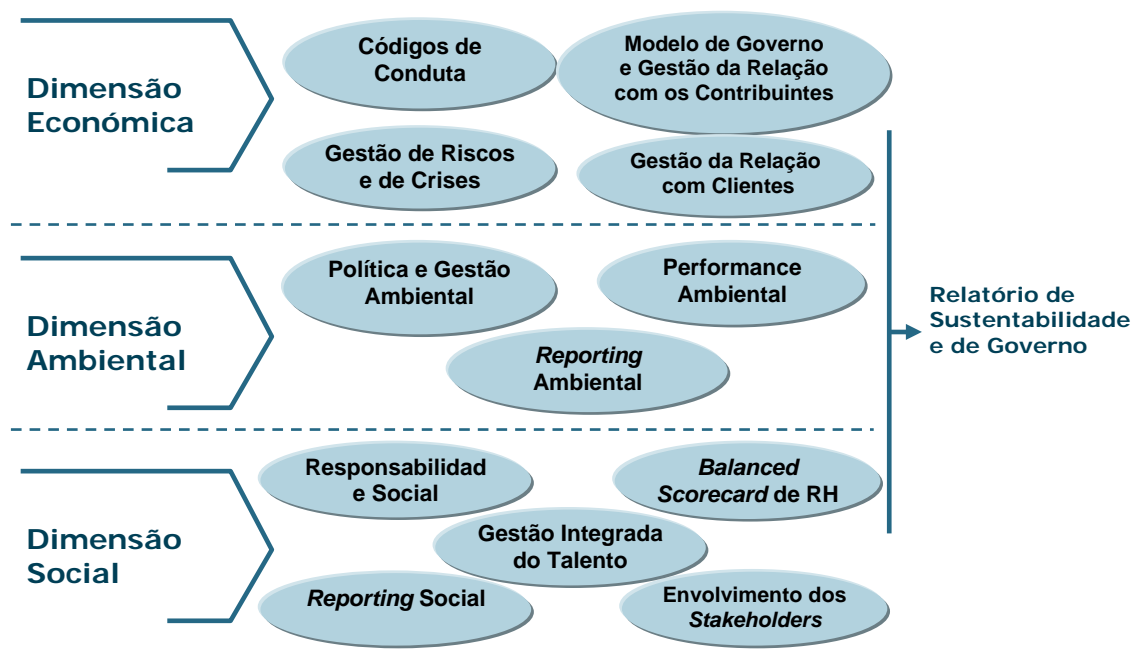 Dimensão
Económica
Códigos de
Conduta
Modelo de Governo
e Gestão da Relação
com os Contribuintes
Gestão de Riscos
e de Crises
Gestão da Relação
com Clientes
Dimensão
Ambiental
Política e Gestão
Ambiental
Performance
Ambiental
Reporting
Ambiental
Relatório de
Sustentabilidade
e de Governo
Dimensão
Social
Responsabilidad
e Social
Balanced
Scorecard de RH
Gestão Integrada
do Talento
Reporting Social
Envolvimento dos
Stakeholders